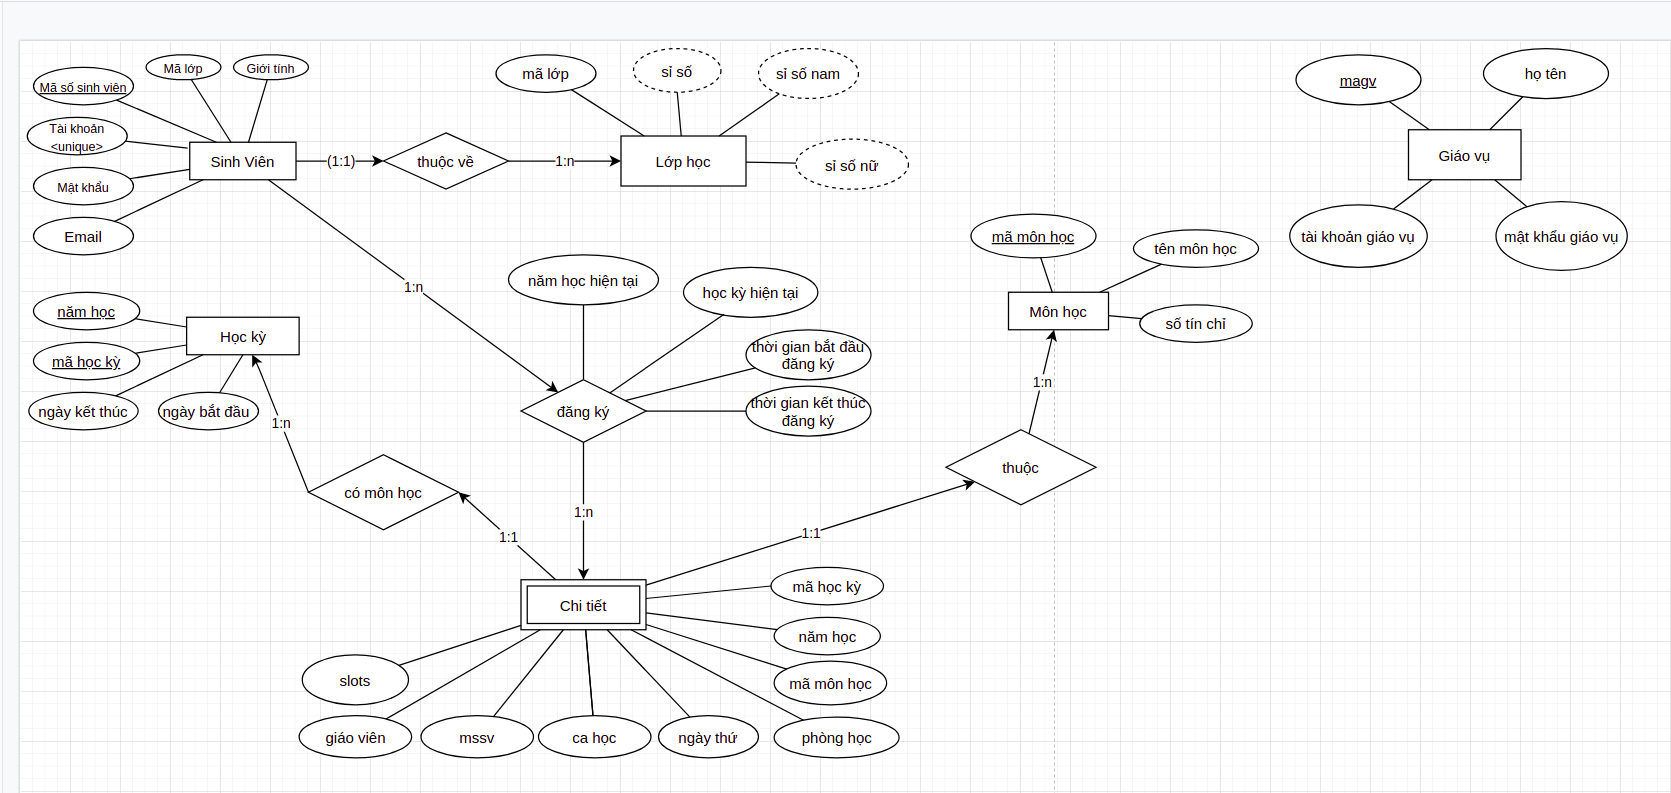 Mã số sinh viên
Mã lớp
Giới tính
Tài khoản
<unique>
Mật khẩu
Email
Sinh Viên
(1:1)
thuộc về
1:n
mã lớp
sỉ số
sỉ số nam
sỉ số nữ
Lớp học
magv
họ tên
Giáo vụ
tài khoản giáo vụ
mật khẩu giáo vụ
mã môn học
tên môn học
số tín chỉ
Môn học
1:n
năm học
mã học kỳ
ngày kết thúc
ngày bắt đầu
Học kỳ
1:n
1:n
năm học hiện tại
học kỳ hiện tại
thời gian bắt đầu
đăng ký
thời gian kết thúc
đăng ký
đăng ký
thuộc
có môn học
1:1
1:n
1:1
Chi tiết
mã học kỳ
năm học
mã môn học
slots
giáo viên
mssv
ca học
ngày thứ
phòng học